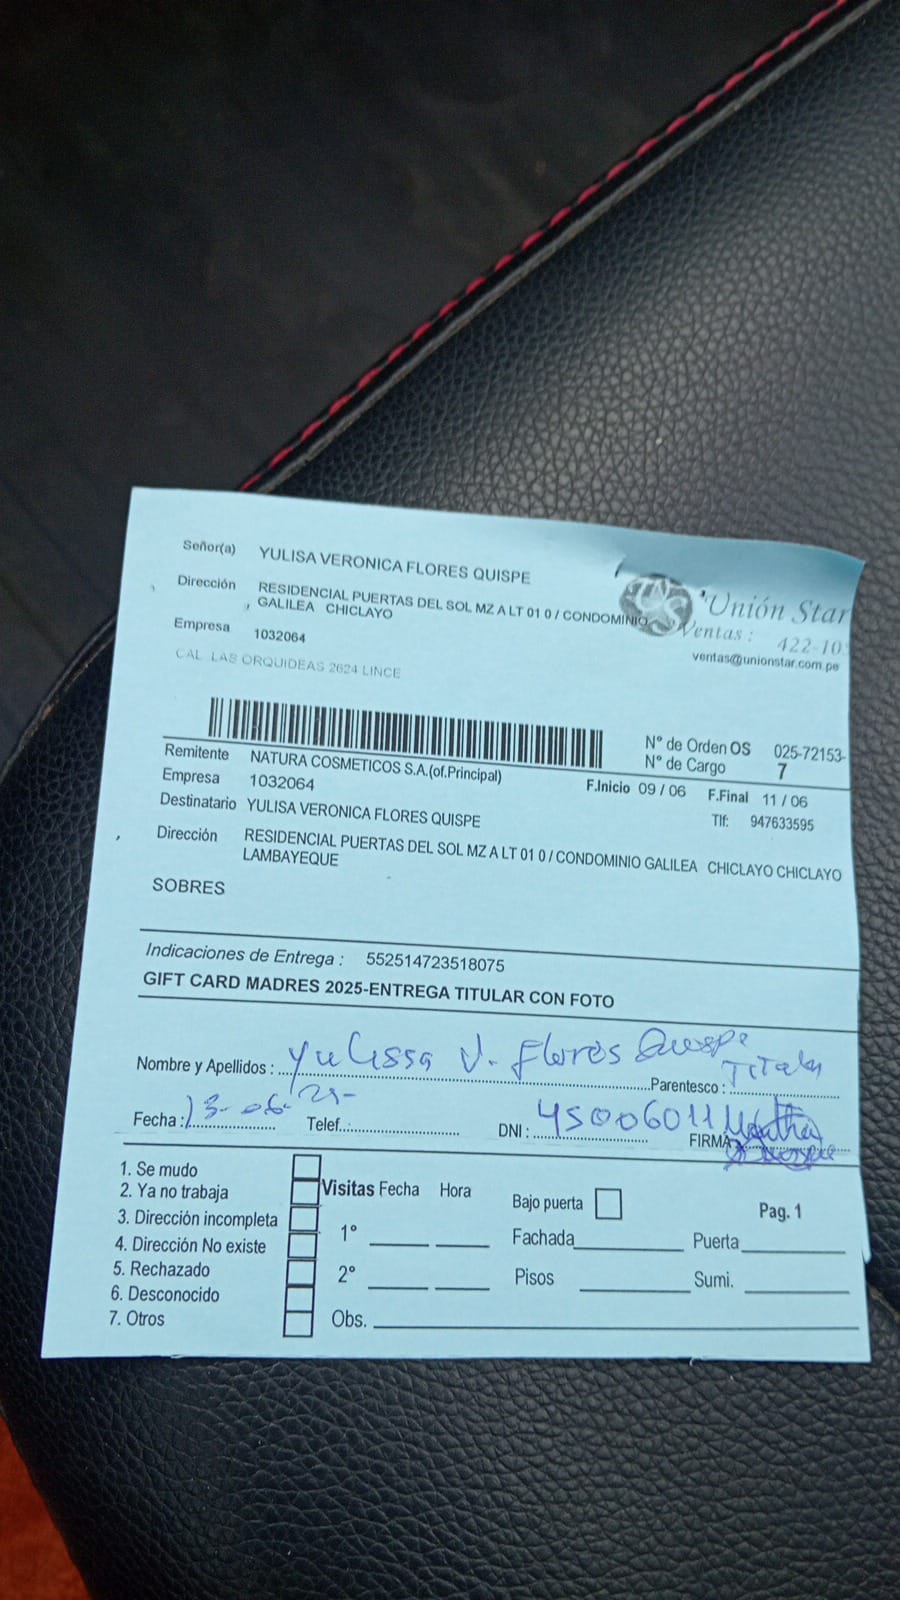 Señor(a) YULISA VERONICA FLORES QUISPE
Dirección RESIDENCIAL PUERTAS DEL SOL MZ A LT 01 0 / CONDOMINIO
GALILEA CHICLAYO
Empresa 1032064
CAL LAS ORQUIDEAS 2624 LINCE
US
Unión Star
Ventas : 422-10
ventas@unionstar.com.pe
N° de Orden OS 025-72153-
N° de Cargo 7
Remitente NATURA COSMETICOS S.A.(of.Principal)
Empresa 1032064
F.Inicio 09 / 06 F.Final 11 / 06
Destinatario YULISA VERONICA FLORES QUISPE
Tlf: 947633595
Dirección RESIDENCIAL PUERTAS DEL SOL MZ A LT 01 0 / CONDOMINIO GALILEA CHICLAYO CHICLAYO
LAMBAYEQUE
SOBRES
Indicaciones de Entrega : 552514723518075
GIFT CARD MADRES 2025-ENTREGA TITULAR CON FOTO
Nombre y Apellidos : Yulissa V. Flores Quispe
Parentesco : Titular
Fecha : 13-06-25- Telef.: DNI : 45006011 FIRMA
1. Se mudo
2. Ya no trabaja
3. Dirección incompleta
4. Dirección No existe
5. Rechazado
6. Desconocido
7. Otros
Visitas Fecha Hora
1°
2°
Obs.
Bajo puerta
Fachada
Pisos
Pag. 1
Puerta
Sumi.